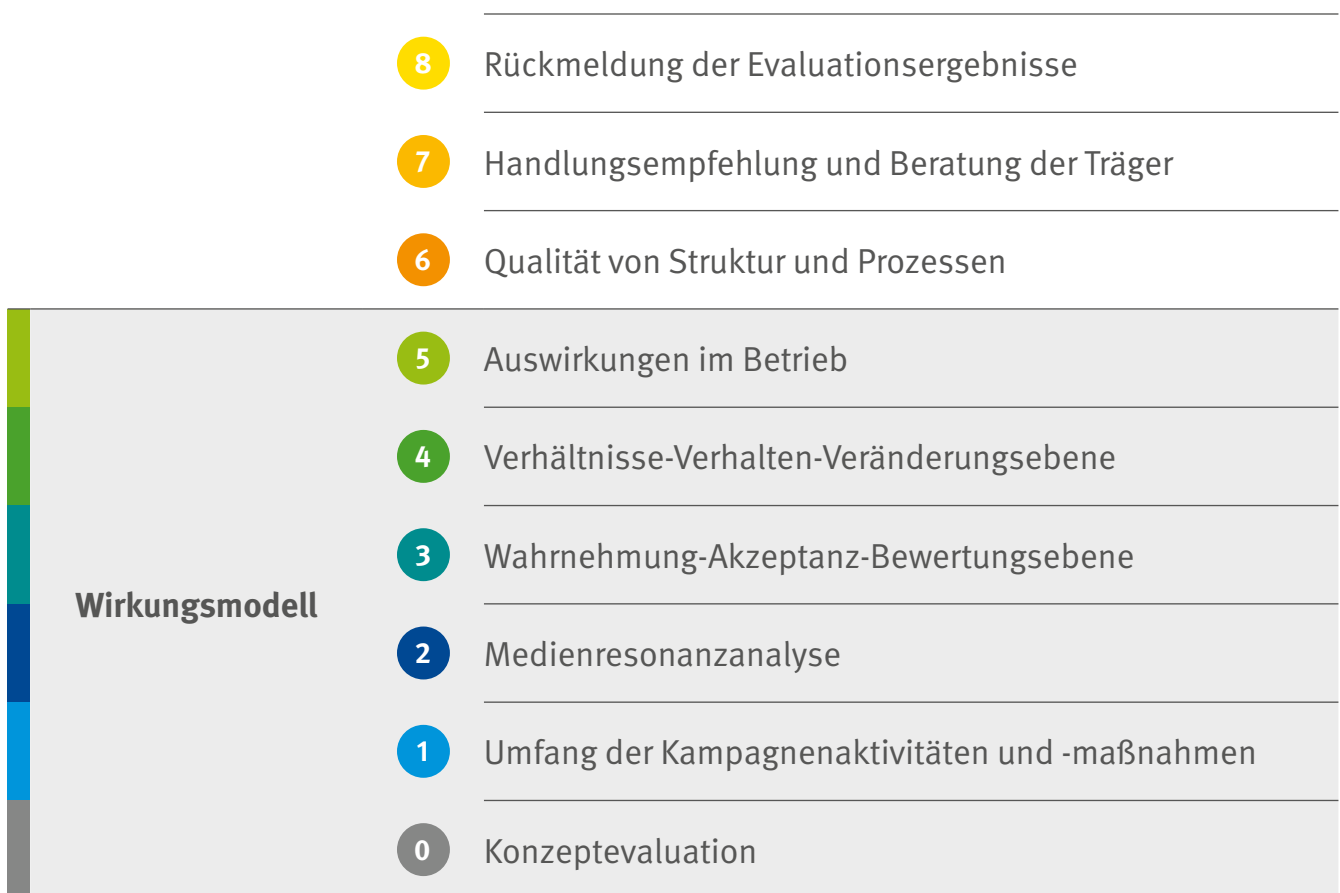 8 Rückmeldung der Evaluationsergebnisse
7 Handlungsempfehlung und Beratung der Träger
6 Qualität von Struktur und Prozessen
5 Auswirkungen im Betrieb
4 Verhältnisse-Verhalten-Veränderungsebene
3 Wahrnehmung-Akzeptanz-Bewertungsebene
Wirkungsmodell
2 Medienresonanzanalyse
1 Umfang der Kampagnenaktivitäten und -maßnahmen
0 Konzeptevaluation